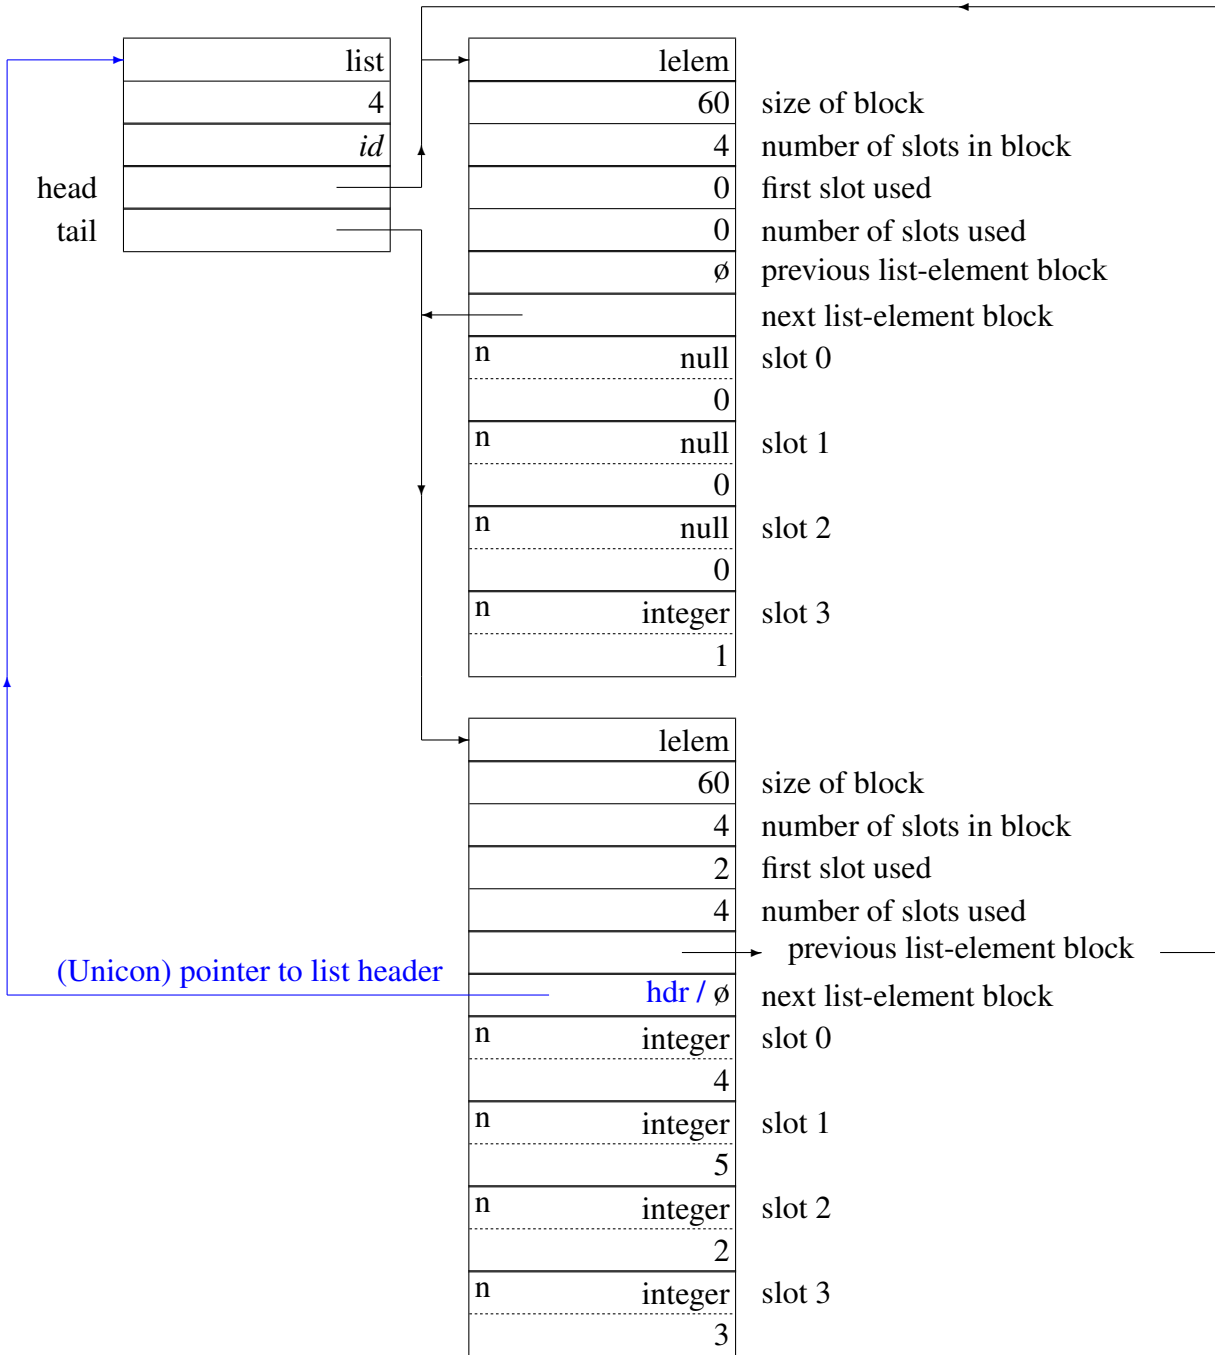 list
4
id
head
tail
lelem
60 size of block
4 number of slots in block
0 first slot used
0 number of slots used
ø previous list-element block
next list-element block
n null slot 0
0
n null slot 1
0
n null slot 2
0
n integer slot 3
1
lelem
60 size of block
4 number of slots in block
2 first slot used
4 number of slots used
previous list-element block
(Unicon) pointer to list header
hdr / ø next list-element block
n integer slot 0
4
n integer slot 1
5
n integer slot 2
2
n integer slot 3
3